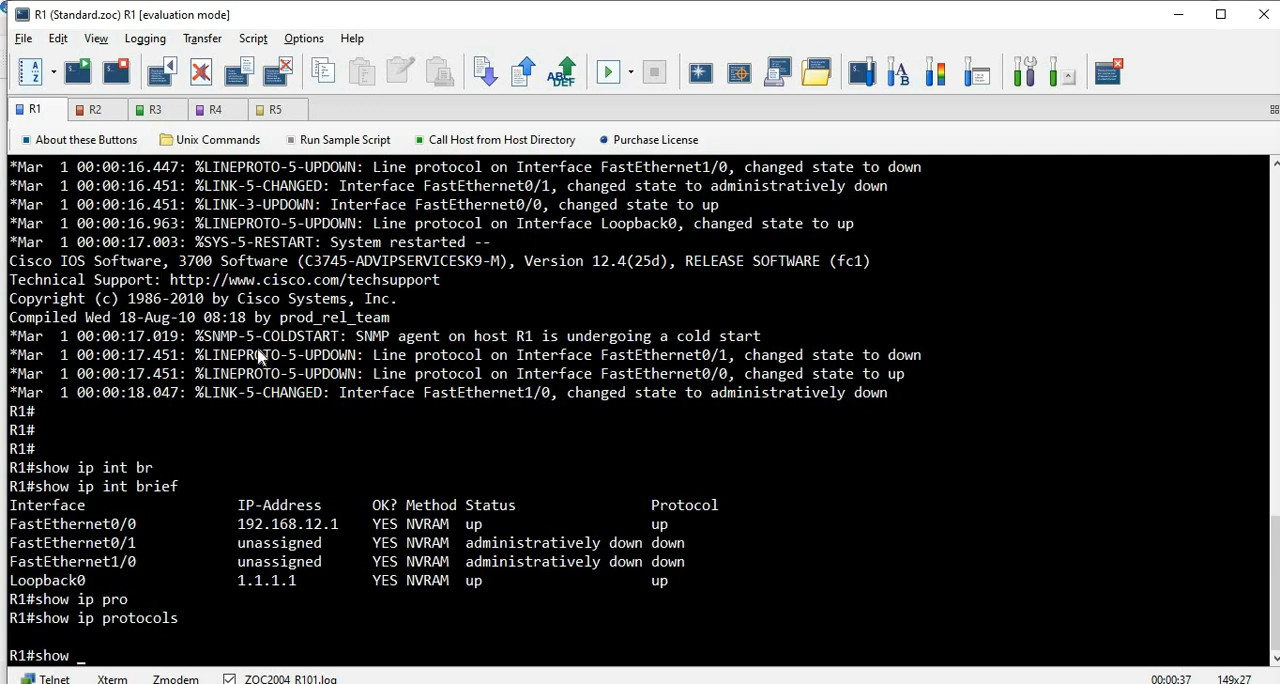 R1 (Standard.zoc) R1 [evaluation mode]
File Edit View Logging Transfer Script Options Help
R1 R2 R3 R4 R5
About these Buttons Unix Commands Run Sample Script Call Host from Host Directory Purchase License
*Mar  1 00:00:16.447: %LINEPROTO-5-UPDOWN: Line protocol on Interface FastEthernet1/0, changed state to down
*Mar  1 00:00:16.451: %LINK-5-CHANGED: Interface FastEthernet0/1, changed state to administratively down
*Mar  1 00:00:16.451: %LINK-3-UPDOWN: Interface FastEthernet0/0, changed state to up
*Mar  1 00:00:16.963: %LINEPROTO-5-UPDOWN: Line protocol on Interface Loopback0, changed state to up
*Mar  1 00:00:17.003: %SYS-5-RESTART: System restarted --
Cisco IOS Software, 3700 Software (C3745-ADVIPSERVICESK9-M), Version 12.4(25d), RELEASE SOFTWARE (fc1)
Technical Support: http://www.cisco.com/techsupport
Copyright (c) 1986-2010 by Cisco Systems, Inc.
Compiled Wed 18-Aug-10 08:18 by prod_rel_team
*Mar  1 00:00:17.019: %SNMP-5-COLDSTART: SNMP agent on host R1 is undergoing a cold start
*Mar  1 00:00:17.451: %LINEPROTO-5-UPDOWN: Line protocol on Interface FastEthernet0/1, changed state to down
*Mar  1 00:00:17.451: %LINEPROTO-5-UPDOWN: Line protocol on Interface FastEthernet0/0, changed state to up
*Mar  1 00:00:18.047: %LINK-5-CHANGED: Interface FastEthernet1/0, changed state to administratively down
R1#
R1#
R1#
R1#show ip int br
R1#show ip int brief
Interface                  IP-Address      OK? Method Status                Protocol
FastEthernet0/0            192.168.12.1    YES NVRAM  up                    up
FastEthernet0/1            unassigned      YES NVRAM  administratively down down
FastEthernet1/0            unassigned      YES NVRAM  administratively down down
Loopback0                  1.1.1.1         YES NVRAM  up                    up
R1#show ip pro
R1#show ip protocols
R1#show _
Telnet Xterm Zmodem ZOC2004_R101.log 00:00:37 149x27